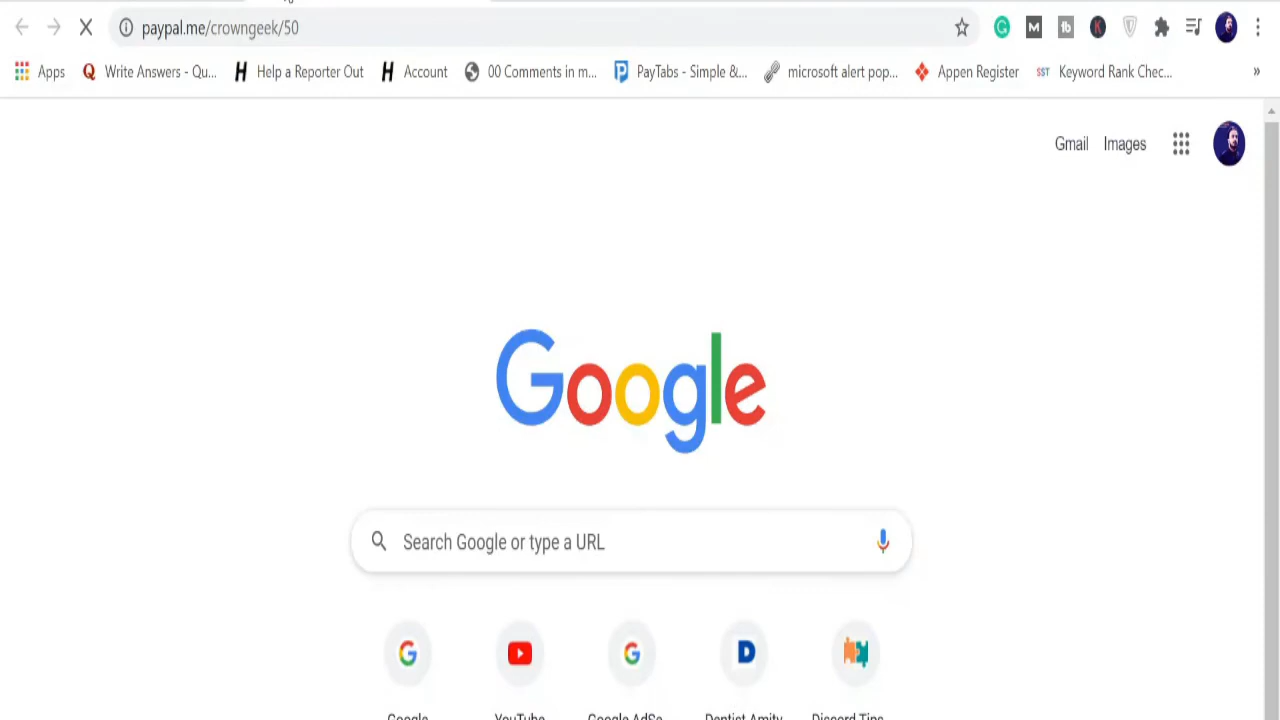 paypal.me/crowngeek/50
Apps Write Answers - Qu... Help a Reporter Out Account 00 Comments in m... PayTabs - Simple &... microsoft alert pop... Appen Register SST Keyword Rank Chec... »
Gmail Images
Google
Search Google or type a URL
Google YouTube Google AdSe... Dentist Amity Discord Tips